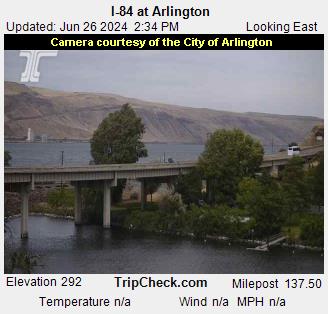 I-84 at Arlington
Updated: Jun 26 2024 2:34 PM Looking East
Camera courtesy of the City of Arlington
Elevation 292 TripCheck.com Milepost 137.50
Temperature n/a Wind n/a MPH n/a